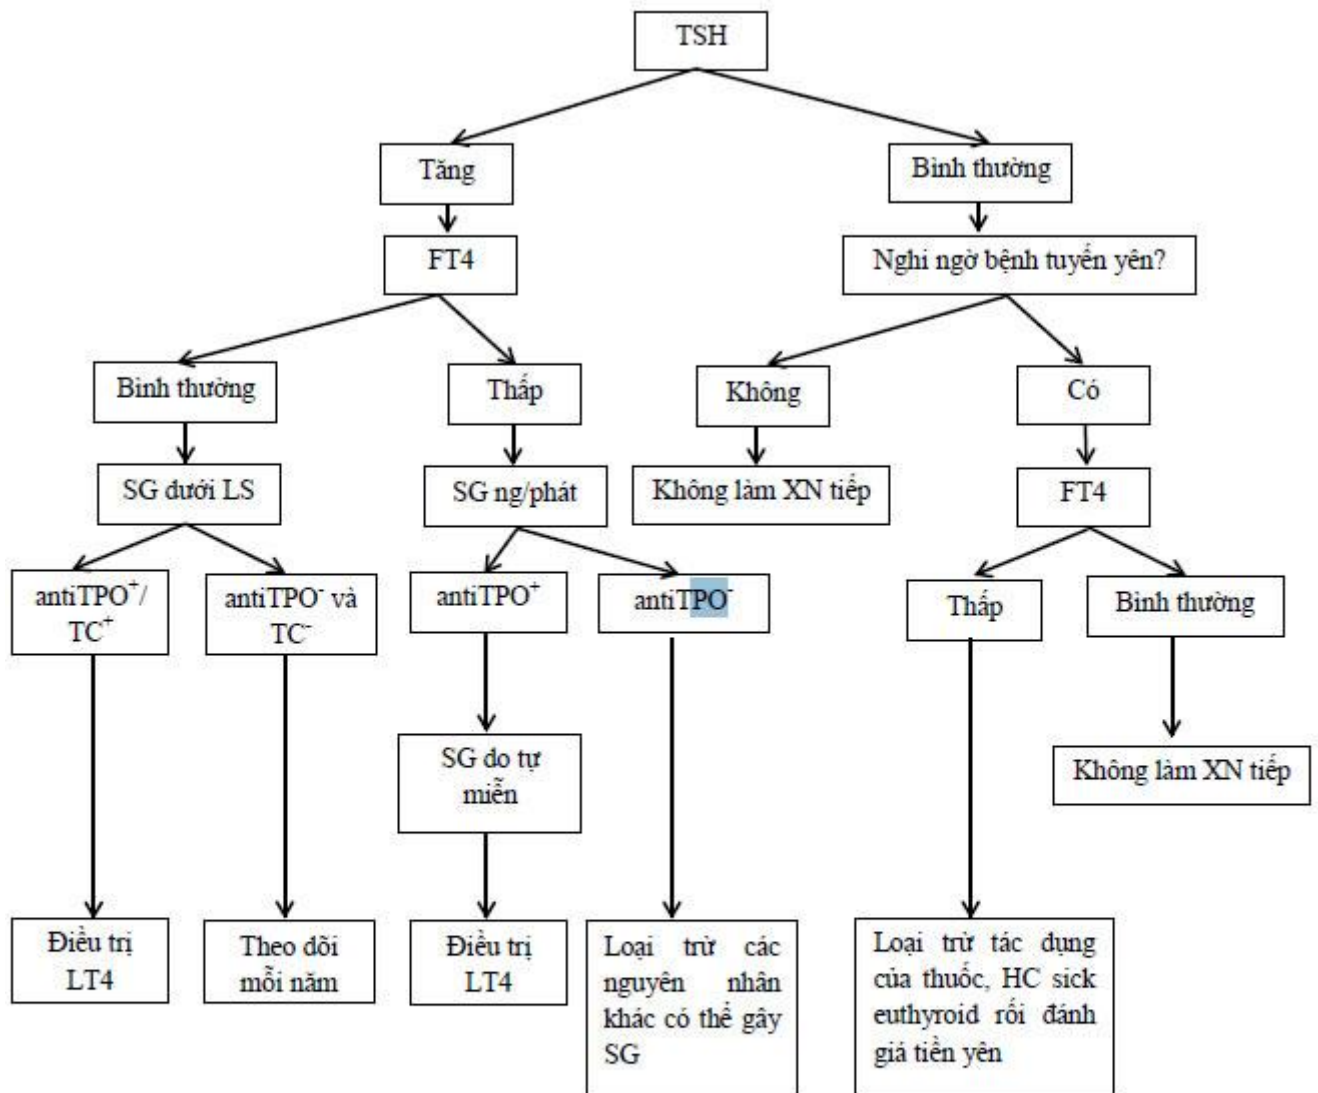 TSH
Tăng
Bình thường
FT4
Nghi ngờ bệnh tuyến yên?
Bình thường
Thấp
Không
Có
SG dưới LS
SG ng/phát
Không làm XN tiếp
FT4
antiTPO⁺/
TC⁺
antiTPO⁻ và
TC⁻
antiTPO⁺
antiTPO⁻
Thấp
Bình thường
SG do tự
miễn
Không làm XN tiếp
Điều trị
LT4
Theo dõi
mỗi năm
Điều trị
LT4
Loại trừ các
nguyên nhân
khác có thể gây
SG
Loại trừ tác dụng
của thuốc, HC sick
euthyroid rồi đánh
giá tiền yên